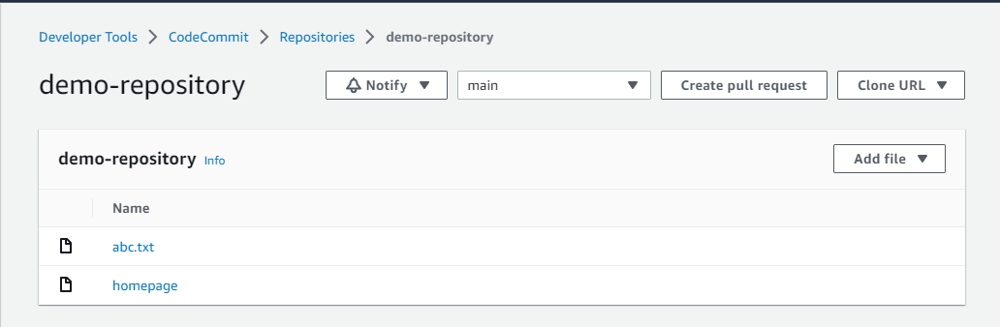 Developer Tools CodeCommit Repositories demo-repository
demo-repository Notify main Create pull request Clone URL
demo-repository Info Add file
Name
abc.txt
homepage